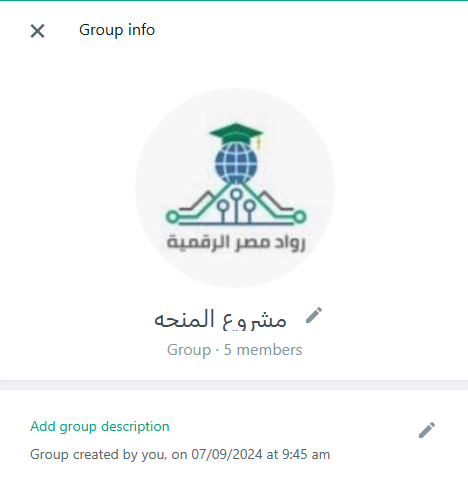 Group info
رواد مصر الرقمية
مشروع المنحه
Group · 5 members
Add group description
Group created by you, on 07/09/2024 at 9:45 am